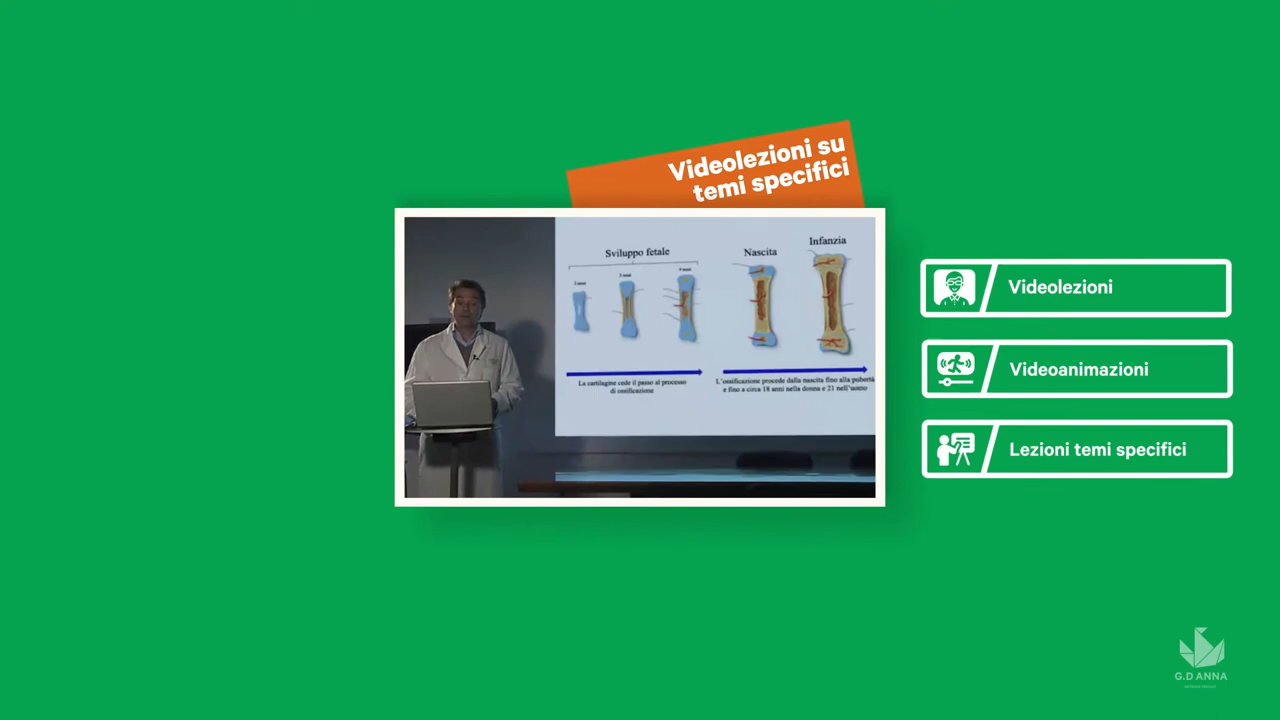 Videolezioni su
temi specifici
Sviluppo fetale
Nascita
Infanzia
La cartilagine cede il passo al processo
di ossificazione
L'ossificazione procede dalla nascita fino alla pubertà
e fino a circa 18 anni nella donna e 21 nell'uomo
Videolezioni
Videoanimazioni
Lezioni temi specifici
G.D ANNA